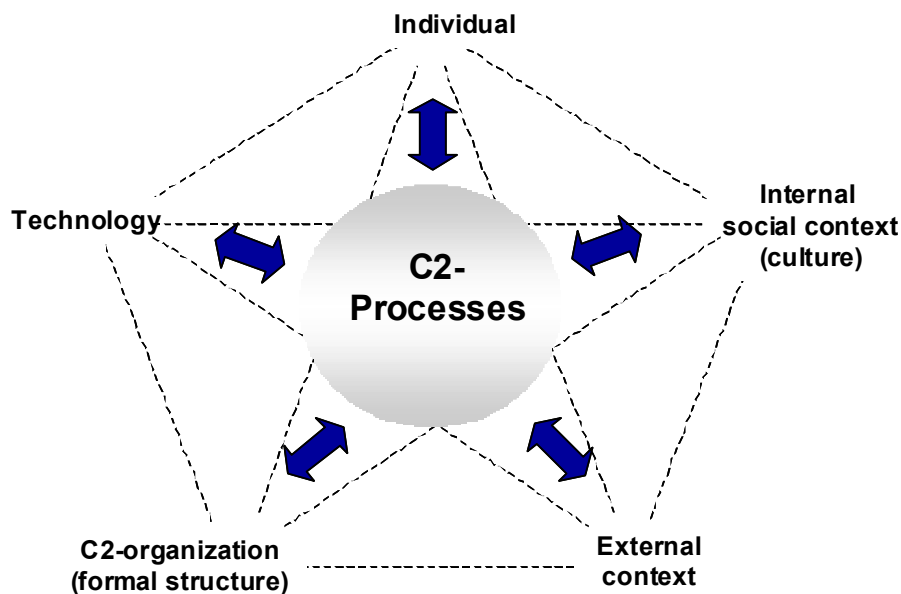 Individual
Technology
Internal
social context
(culture)
C2-
Processes
C2-organization
(formal structure)
External
context